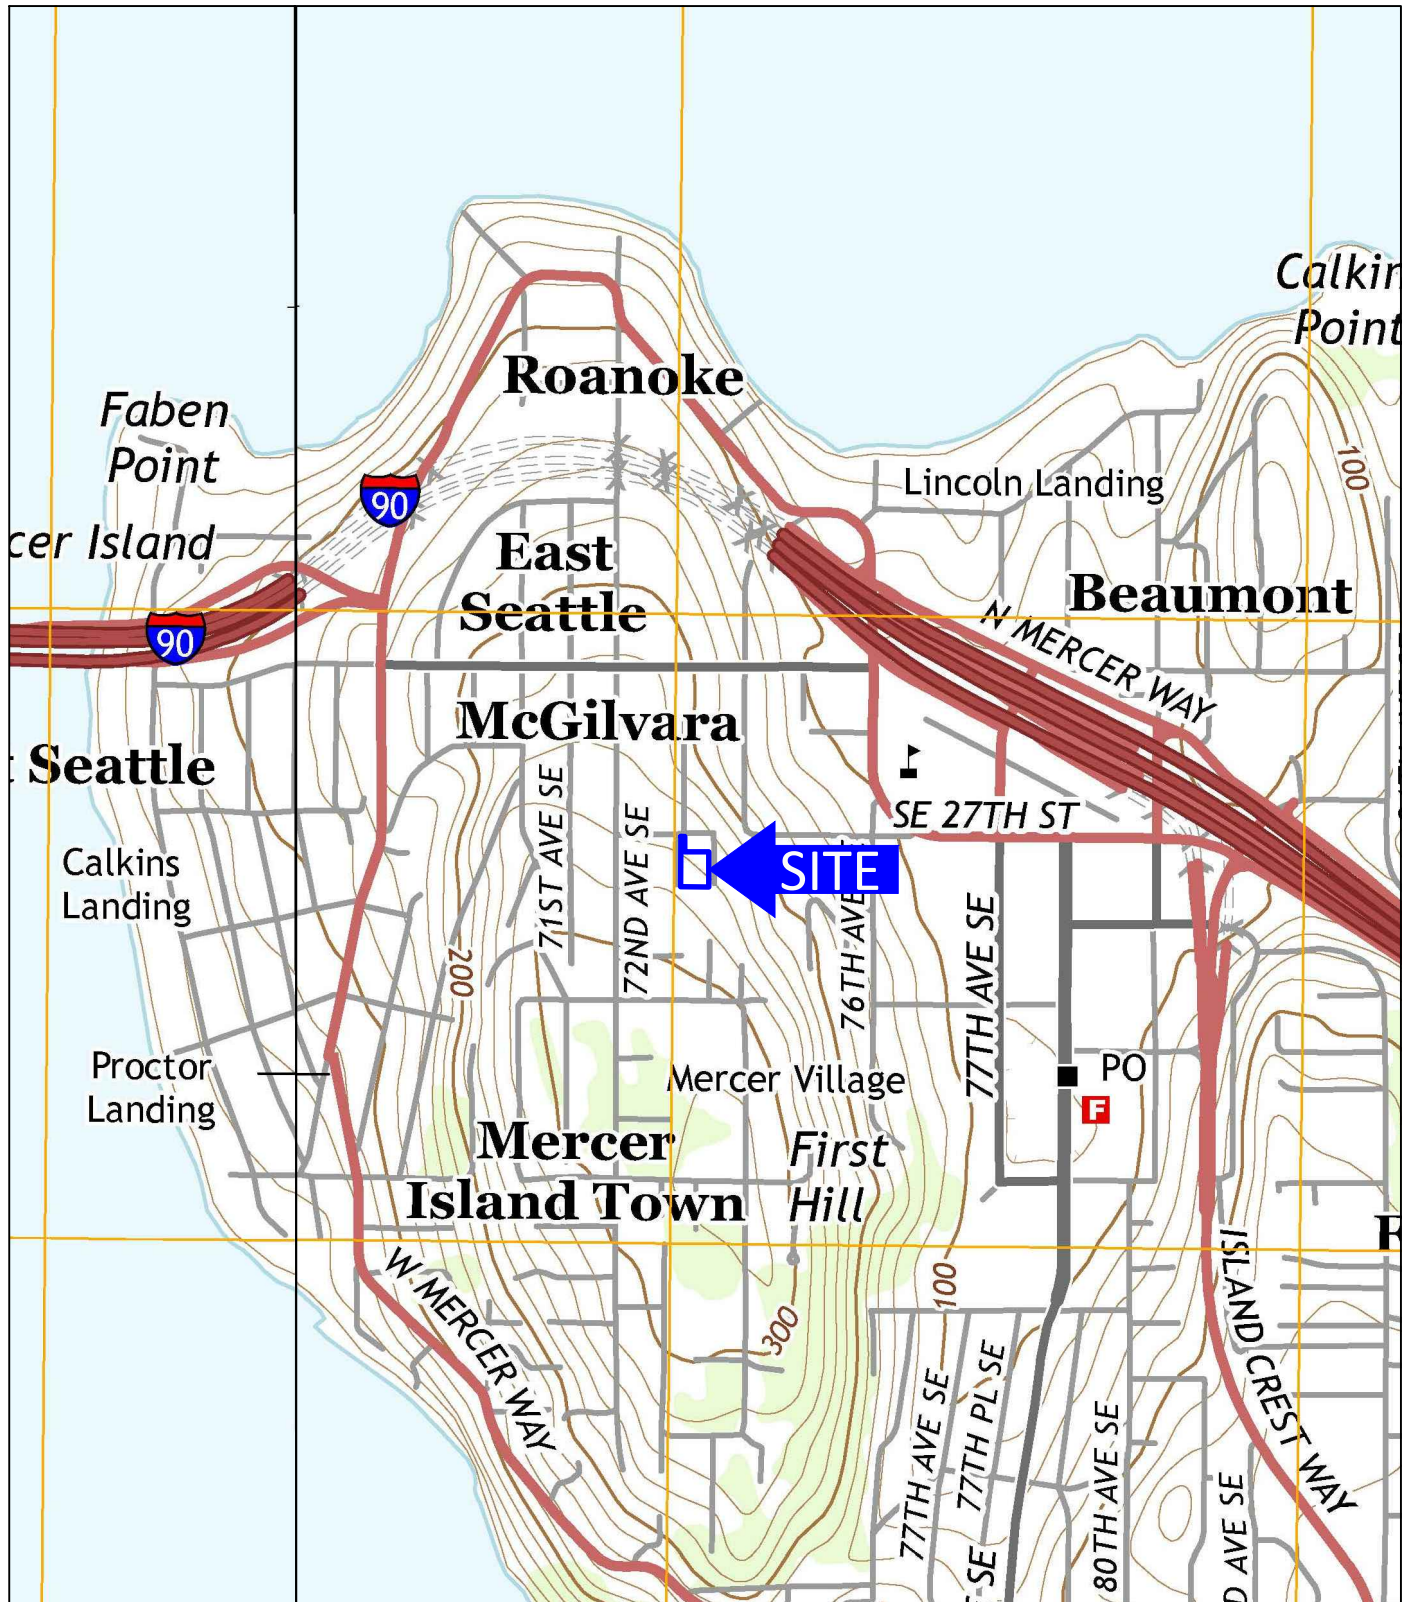 Calkin
Point
Roanoke
Faben
Point
100
Lincoln Landing
90
cer Island
East
Seattle
Beaumont
90
N MERCER WAY
McGilvara
Seattle
SE 27TH ST
71ST AVE SE
72ND AVE SE
SITE
Calkins
Landing
76TH AVE
77TH AVE SE
200
Proctor
Landing
Mercer Village
PO
F
Mercer
Island Town
First
Hill
W MERCER WAY
100
300
ISLAND CREST WAY
77TH AVE SE
77TH PL SE
80TH AVE SE
SE
D AVE SE